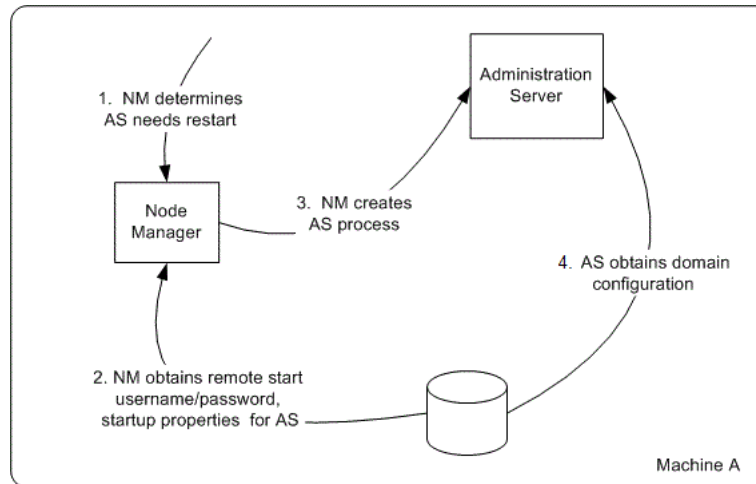 1. NM determines
AS needs restart
Administration
Server
Node
Manager
3. NM creates
AS process
4. AS obtains domain
configuration
2. NM obtains remote start
username/password,
startup properties for AS
Machine A